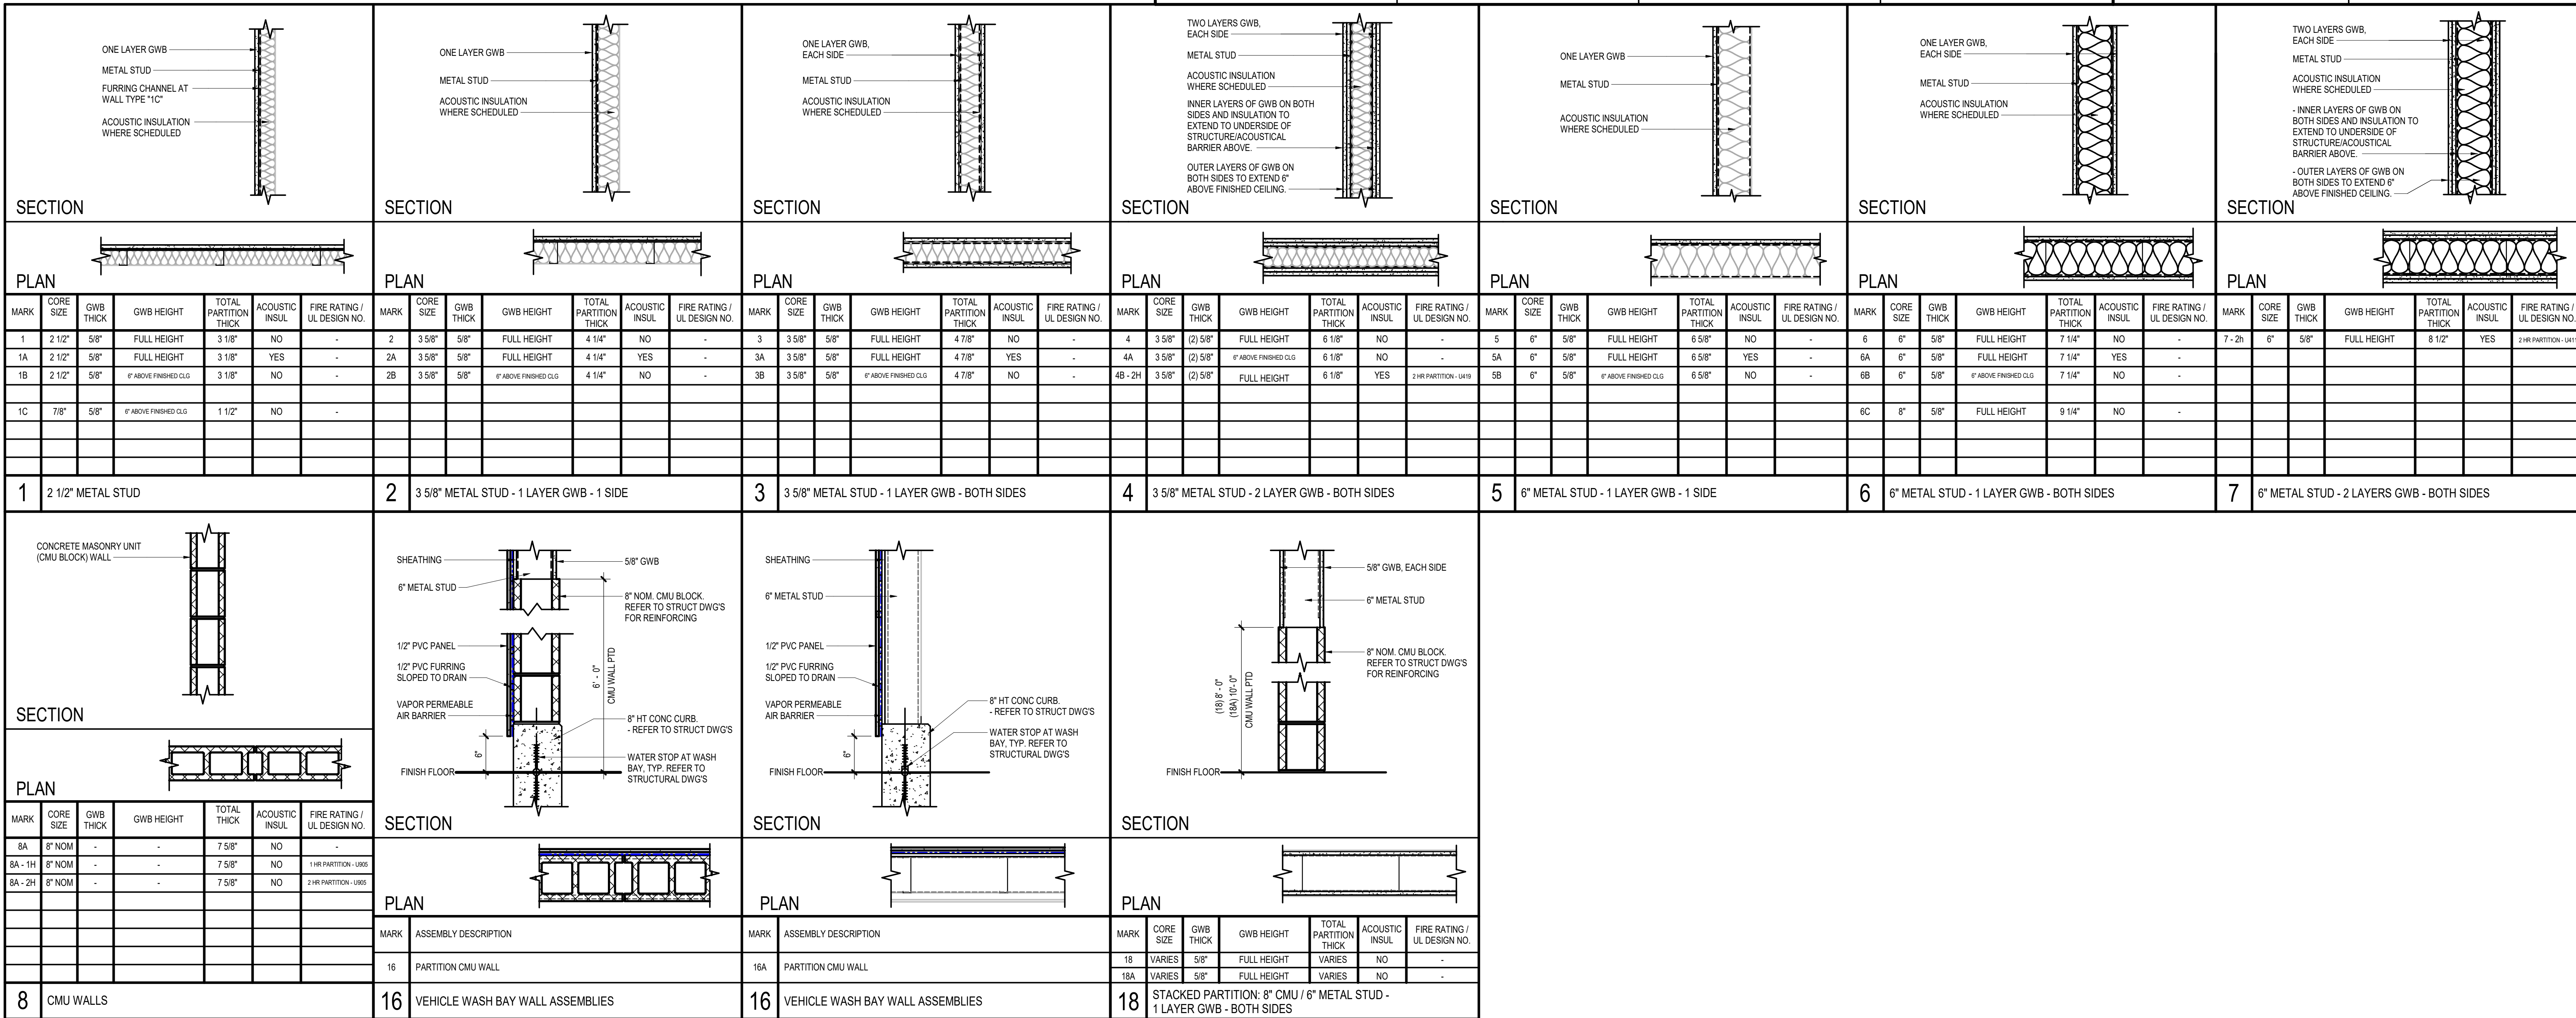 ONE LAYER GWB
METAL STUD
FURRING CHANNEL AT
WALL TYPE "1C"
ACOUSTIC INSULATION
WHERE SCHEDULED
SECTION
PLAN
MARK CORE SIZE GWB THICK GWB HEIGHT TOTAL PARTITION THICK ACOUSTIC INSUL FIRE RATING / UL DESIGN NO.
1 2 1/2" 5/8" FULL HEIGHT 3 1/8" NO -
1A 2 1/2" 5/8" FULL HEIGHT 3 1/8" YES -
1B 2 1/2" 5/8" 6" ABOVE FINISHED CLG 3 1/8" NO -
1C 7/8" 5/8" 6" ABOVE FINISHED CLG 1 1/2" NO -
1 2 1/2" METAL STUD
ONE LAYER GWB
METAL STUD
ACOUSTIC INSULATION
WHERE SCHEDULED
SECTION
PLAN
MARK CORE SIZE GWB THICK GWB HEIGHT TOTAL PARTITION THICK ACOUSTIC INSUL FIRE RATING / UL DESIGN NO.
2 3 5/8" 5/8" FULL HEIGHT 4 1/4" NO -
2A 3 5/8" 5/8" FULL HEIGHT 4 1/4" YES -
2B 3 5/8" 5/8" 6" ABOVE FINISHED CLG 4 1/4" NO -
2 3 5/8" METAL STUD - 1 LAYER GWB - 1 SIDE
ONE LAYER GWB,
EACH SIDE
METAL STUD
ACOUSTIC INSULATION
WHERE SCHEDULED
SECTION
PLAN
MARK CORE SIZE GWB THICK GWB HEIGHT TOTAL PARTITION THICK ACOUSTIC INSUL FIRE RATING / UL DESIGN NO.
3 3 5/8" 5/8" FULL HEIGHT 4 7/8" NO -
3A 3 5/8" 5/8" FULL HEIGHT 4 7/8" YES -
3B 3 5/8" 5/8" 6" ABOVE FINISHED CLG 4 7/8" NO -
3 3 5/8" METAL STUD - 1 LAYER GWB - BOTH SIDES
TWO LAYERS GWB,
EACH SIDE
METAL STUD
ACOUSTIC INSULATION
WHERE SCHEDULED
INNER LAYERS OF GWB ON BOTH
SIDES AND INSULATION TO
EXTEND TO UNDERSIDE OF
STRUCTURE/ACOUSTICAL
BARRIER ABOVE.
OUTER LAYERS OF GWB ON
BOTH SIDES TO EXTEND 6"
ABOVE FINISHED CEILING.
SECTION
PLAN
MARK CORE SIZE GWB THICK GWB HEIGHT TOTAL PARTITION THICK ACOUSTIC INSUL FIRE RATING / UL DESIGN NO.
4 3 5/8" (2) 5/8" FULL HEIGHT 6 1/8" NO -
4A 3 5/8" (2) 5/8" 6" ABOVE FINISHED CLG 6 1/8" NO -
4B - 2H 3 5/8" (2) 5/8" FULL HEIGHT 6 1/8" YES 2 HR PARTITION - U419
4 3 5/8" METAL STUD - 2 LAYER GWB - BOTH SIDES
ONE LAYER GWB
METAL STUD
ACOUSTIC INSULATION
WHERE SCHEDULED
SECTION
PLAN
MARK CORE SIZE GWB THICK GWB HEIGHT TOTAL PARTITION THICK ACOUSTIC INSUL FIRE RATING / UL DESIGN NO.
5 6" 5/8" FULL HEIGHT 6 5/8" NO -
5A 6" 5/8" FULL HEIGHT 6 5/8" YES -
5B 6" 5/8" 6" ABOVE FINISHED CLG 6 5/8" NO -
5 6" METAL STUD - 1 LAYER GWB - 1 SIDE
ONE LAYER GWB,
EACH SIDE
METAL STUD
ACOUSTIC INSULATION
WHERE SCHEDULED
SECTION
PLAN
MARK CORE SIZE GWB THICK GWB HEIGHT TOTAL PARTITION THICK ACOUSTIC INSUL FIRE RATING / UL DESIGN NO.
6 6" 5/8" FULL HEIGHT 7 1/4" NO -
6A 6" 5/8" FULL HEIGHT 7 1/4" YES -
6B 6" 5/8" 6" ABOVE FINISHED CLG 7 1/4" NO -
6C 8" 5/8" FULL HEIGHT 9 1/4" NO -
6 6" METAL STUD - 1 LAYER GWB - BOTH SIDES
TWO LAYERS GWB,
EACH SIDE
METAL STUD
ACOUSTIC INSULATION
WHERE SCHEDULED
- INNER LAYERS OF GWB ON
BOTH SIDES AND INSULATION TO
EXTEND TO UNDERSIDE OF
STRUCTURE/ACOUSTICAL
BARRIER ABOVE.
- OUTER LAYERS OF GWB ON
BOTH SIDES TO EXTEND 6"
ABOVE FINISHED CEILING.
SECTION
PLAN
MARK CORE SIZE GWB THICK GWB HEIGHT TOTAL PARTITION THICK ACOUSTIC INSUL FIRE RATING / UL DESIGN NO.
7 - 2h 6" 5/8" FULL HEIGHT 8 1/2" YES 2 HR PARTITION -
7 6" METAL STUD - 2 LAYERS GWB - BOTH SIDES
CONCRETE MASONRY UNIT
(CMU BLOCK) WALL
SECTION
PLAN
MARK CORE SIZE GWB THICK GWB HEIGHT TOTAL THICK ACOUSTIC INSUL FIRE RATING / UL DESIGN NO.
8A 8" NOM - - 7 5/8" NO -
8A - 1H 8" NOM - - 7 5/8" NO 1 HR PARTITION - U905
8A - 2H 8" NOM - - 7 5/8" NO 2 HR PARTITION - U905
8 CMU WALLS
SHEATHING
6" METAL STUD
1/2" PVC PANEL
1/2" PVC FURRING
SLOPED TO DRAIN
VAPOR PERMEABLE
AIR BARRIER
6"
FINISH FLOOR
5/8" GWB
8" NOM. CMU BLOCK.
REFER TO STRUCT DWG'S
FOR REINFORCING
6' - 0"
CMU WALL PTD
8" HT CONC CURB.
- REFER TO STRUCT DWG'S
WATER STOP AT WASH
BAY, TYP. REFER TO
STRUCTURAL DWG'S
SECTION
PLAN
MARK ASSEMBLY DESCRIPTION
16 PARTITION CMU WALL
16 VEHICLE WASH BAY WALL ASSEMBLIES
SHEATHING
6" METAL STUD
1/2" PVC PANEL
1/2" PVC FURRING
SLOPED TO DRAIN
VAPOR PERMEABLE
AIR BARRIER
6"
FINISH FLOOR
8" HT CONC CURB.
- REFER TO STRUCT DWG'S
WATER STOP AT WASH
BAY, TYP. REFER TO
STRUCTURAL DWG'S
SECTION
PLAN
MARK ASSEMBLY DESCRIPTION
16A PARTITION CMU WALL
16 VEHICLE WASH BAY WALL ASSEMBLIES
5/8" GWB, EACH SIDE
6" METAL STUD
8" NOM. CMU BLOCK.
REFER TO STRUCT DWG'S
FOR REINFORCING
(18) 8' - 0"
(18A) 10'- 0"
CMU WALL PTD
FINISH FLOOR
SECTION
PLAN
MARK CORE SIZE GWB THICK GWB HEIGHT TOTAL PARTITION THICK ACOUSTIC INSUL FIRE RATING / UL DESIGN NO.
18 VARIES 5/8" FULL HEIGHT VARIES NO -
18A VARIES 5/8" FULL HEIGHT VARIES NO -
18 STACKED PARTITION: 8" CMU / 6" METAL STUD -
1 LAYER GWB - BOTH SIDES